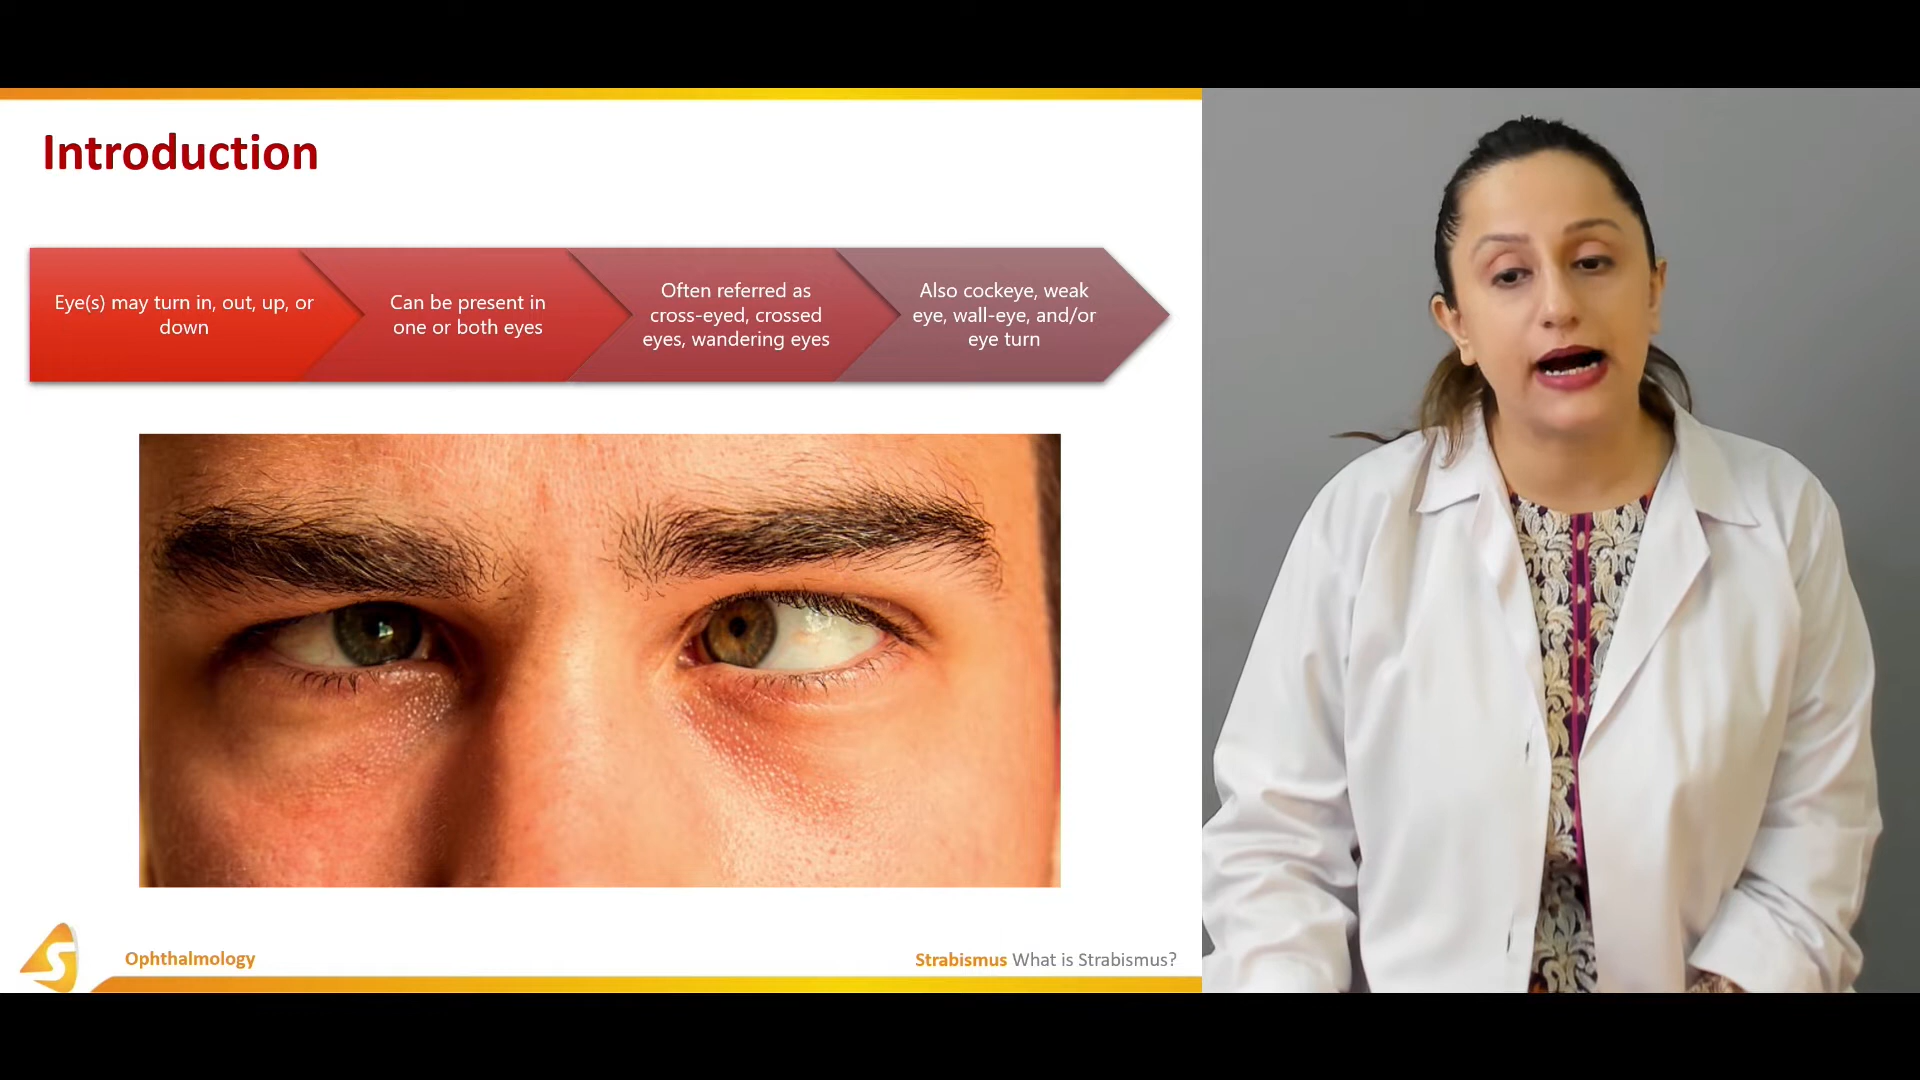 Introduction
Eye(s) may turn in, out, up, or
down
Can be present in
one or both eyes
Often referred as
cross-eyed, crossed
eyes, wandering eyes
Also cockeye, weak
eye, wall-eye, and/or
eye turn
S
Ophthalmology
Strabismus What is Strabismus?